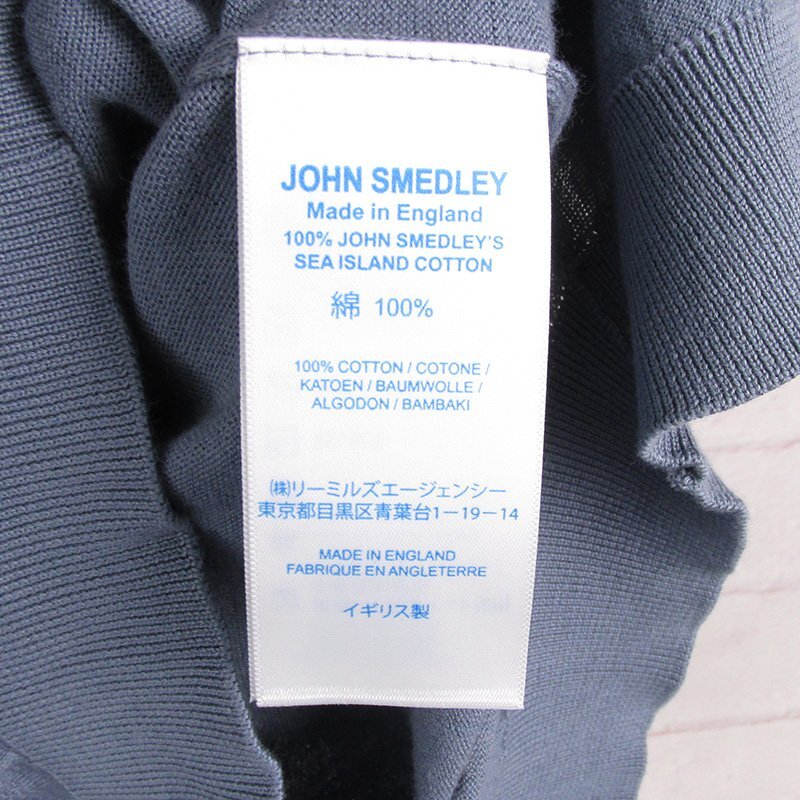 JOHN SMEDLEY
Made in England
100% JOHN SMEDLEY'S
SEA ISLAND COTTON
綿 100%
100% COTTON / COTONE /
KATOEN / BAUMWOLLE /
ALGODON / BAMBAKI
㈱リーミルズエージェンシー
東京都目黒区青葉台1－19－14
MADE IN ENGLAND
FABRIQUE EN ANGLETERRE
イギリス製